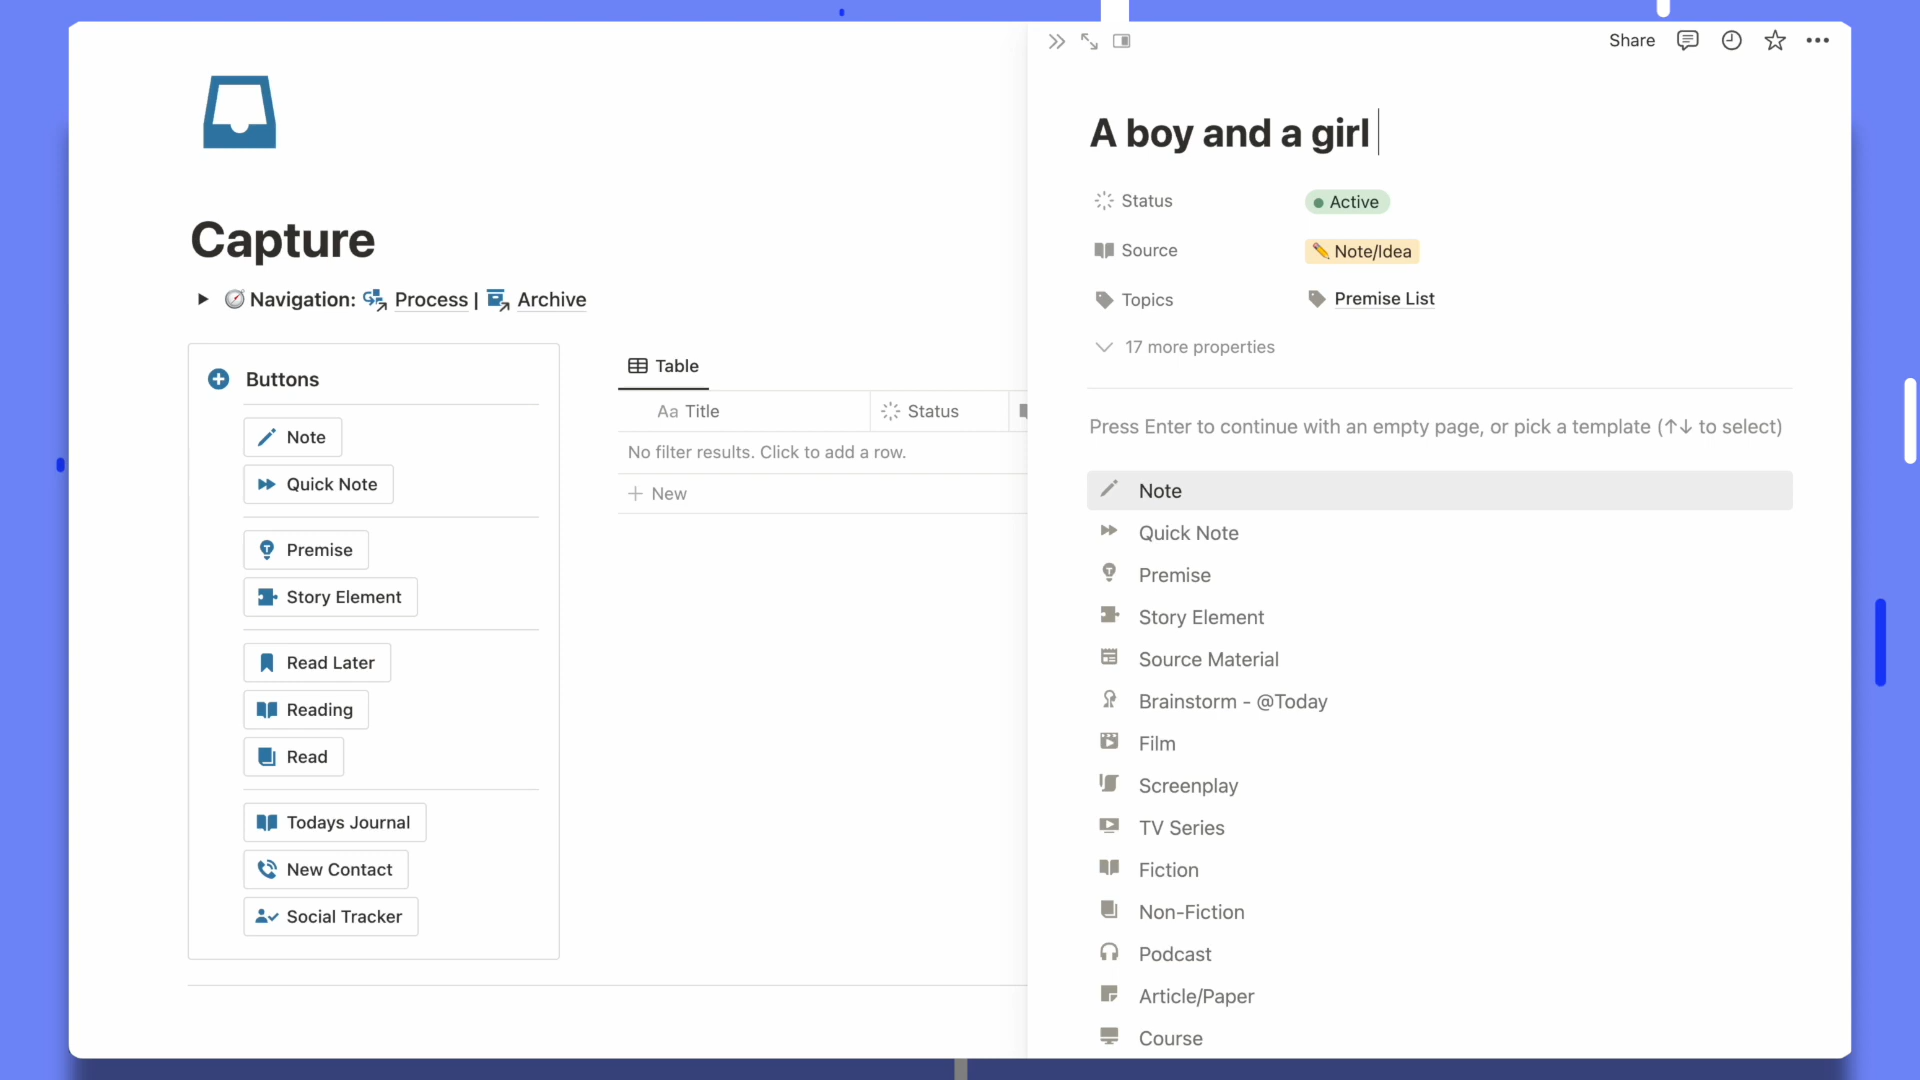 Capture
Navigation: Process | Archive
Buttons
Note
Quick Note
Premise
Story Element
Read Later
Reading
Read
Todays Journal
New Contact
Social Tracker
Table
Aa Title Status
No filter results. Click to add a row.
New
Share
A boy and a girl
Status Active
Source Note/Idea
Topics Premise List
17 more properties
Press Enter to continue with an empty page, or pick a template (↑↓ to select)
Note
Quick Note
Premise
Story Element
Source Material
Brainstorm - @Today
Film
Screenplay
TV Series
Fiction
Non-Fiction
Podcast
Article/Paper
Course